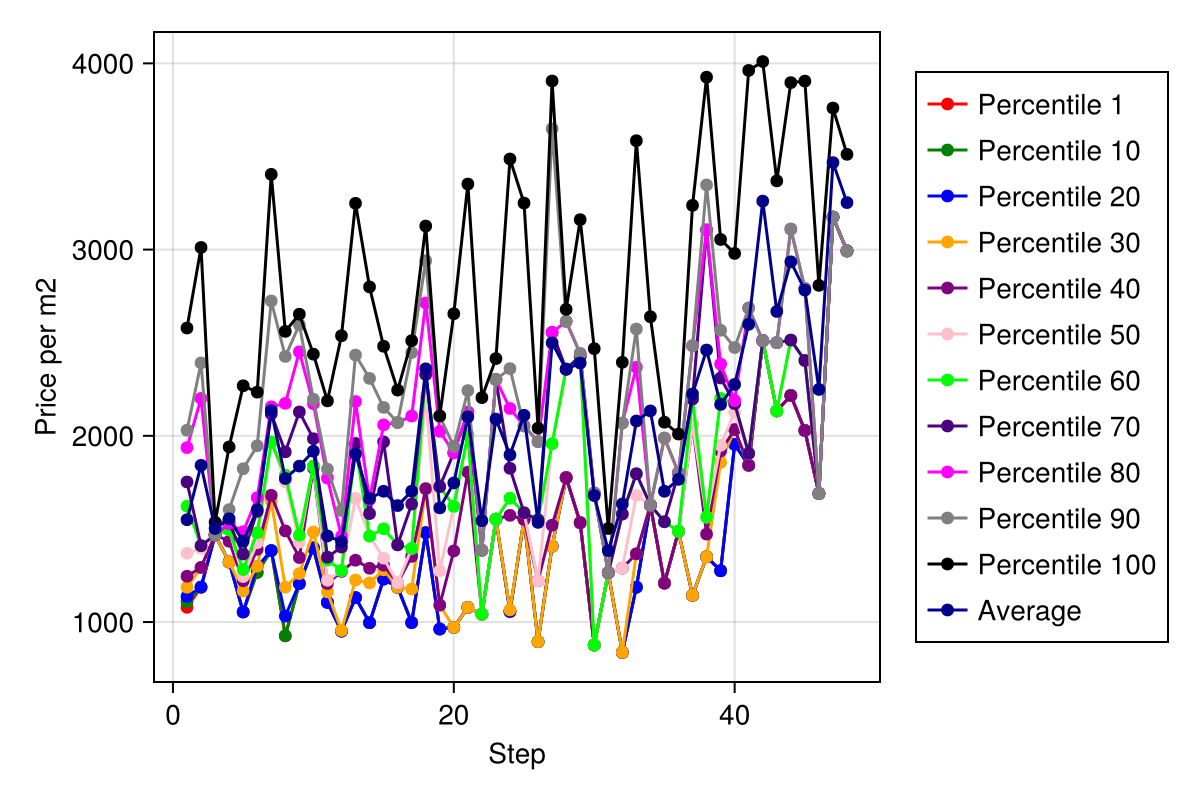 4000
3000
2000
1000
Price per m2
0 20 40
Step
Percentile 1
Percentile 10
Percentile 20
Percentile 30
Percentile 40
Percentile 50
Percentile 60
Percentile 70
Percentile 80
Percentile 90
Percentile 100
Average